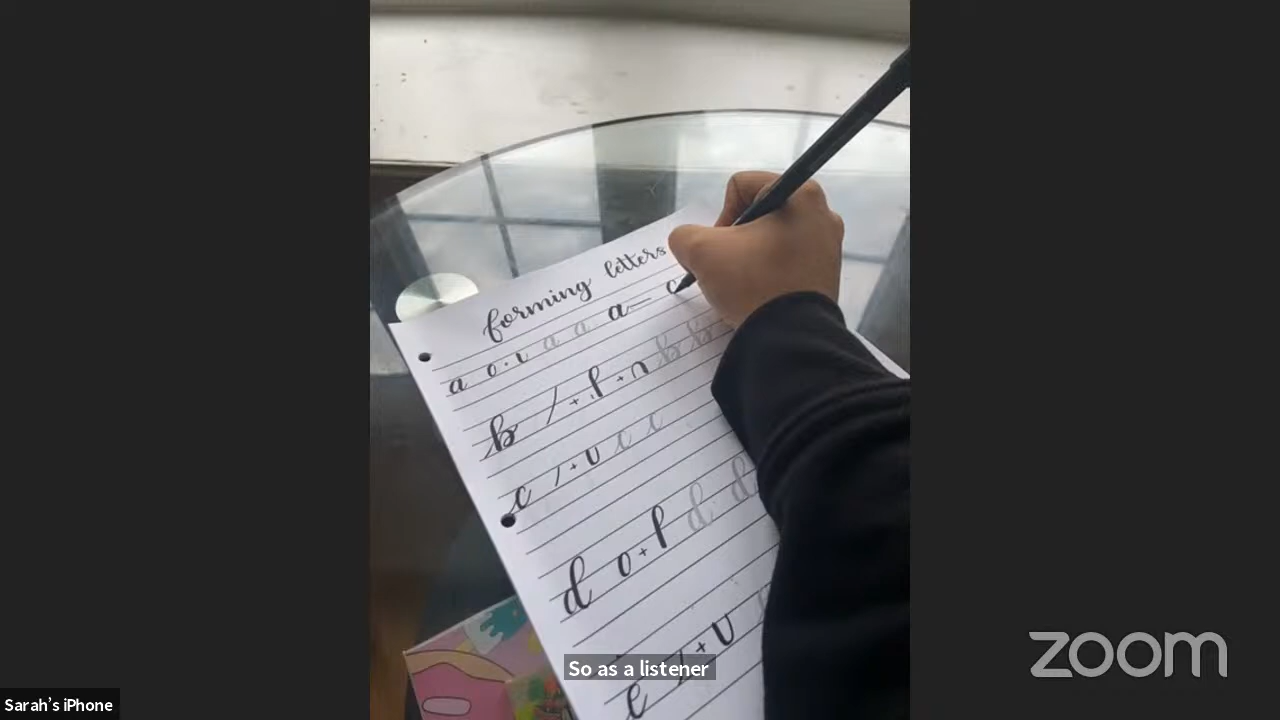 forming letters
a o + ι a a a — c
b / + l + n b b
c / + υ c c
d o + l d d
e / + υ
So as a listener
Sarah's iPhone
zoom